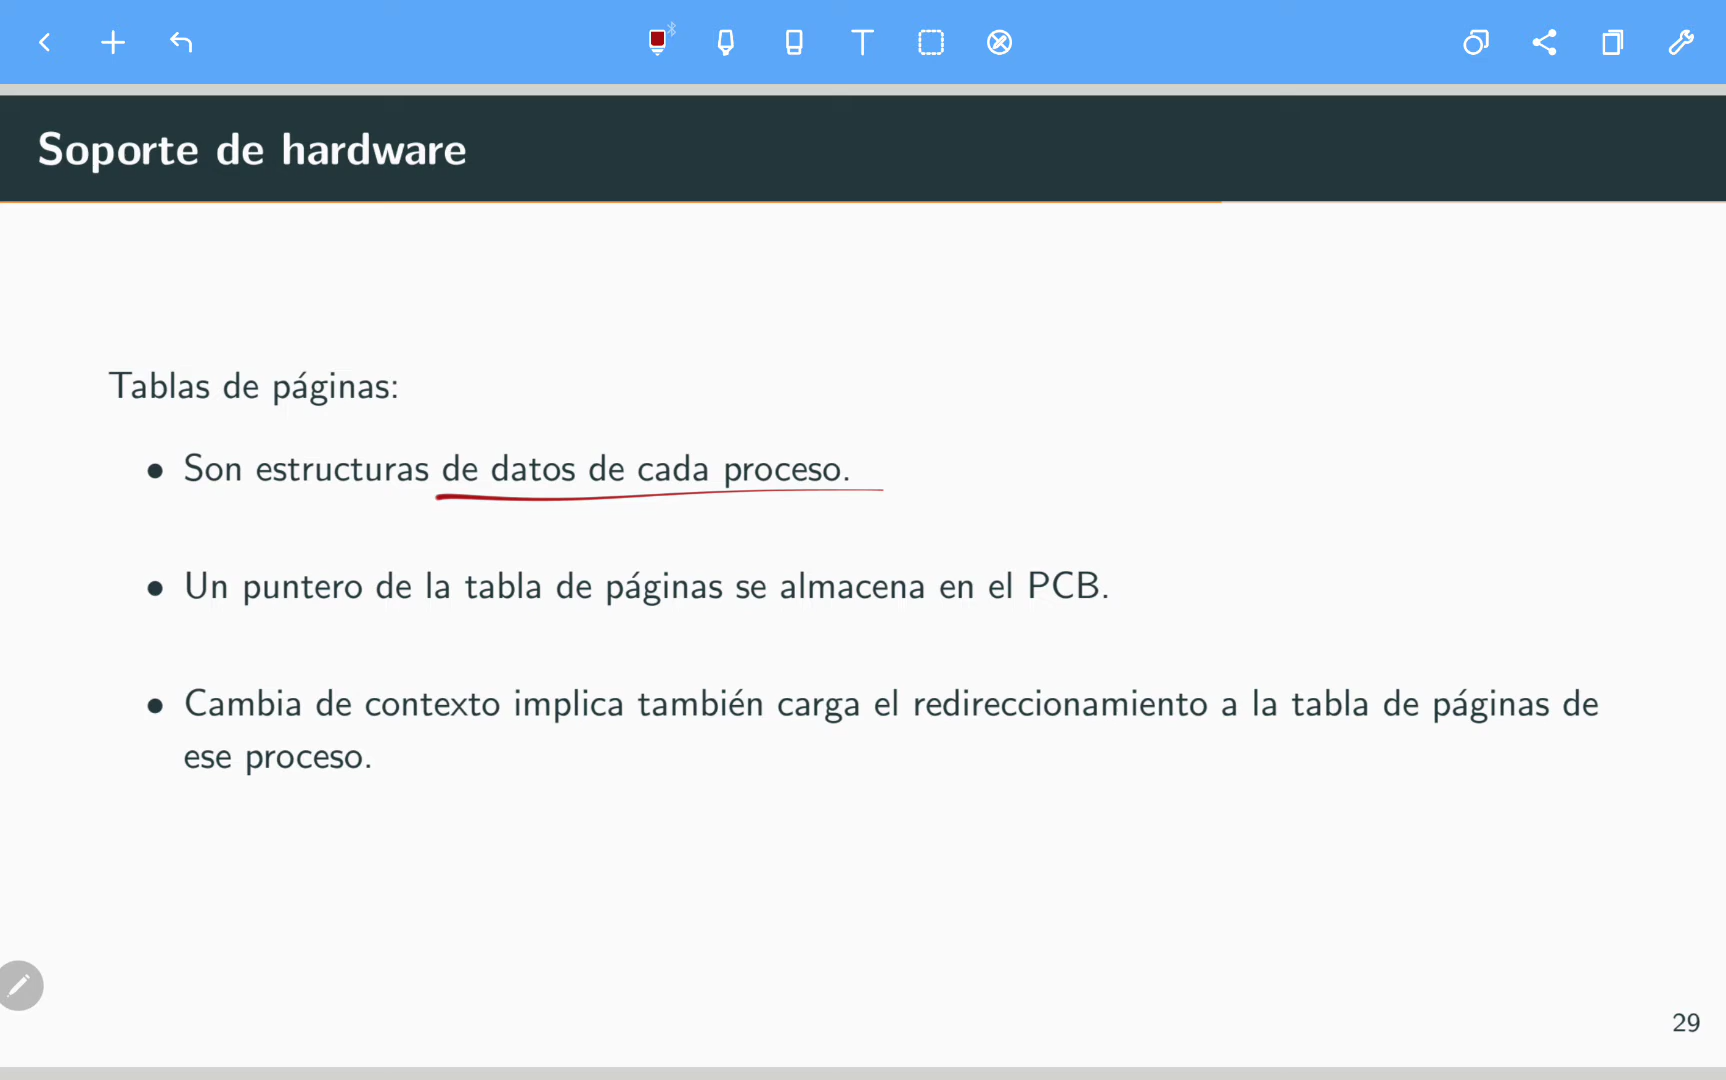 Soporte de hardware
Tablas de páginas:
• Son estructuras de datos de cada proceso.
• Un puntero de la tabla de páginas se almacena en el PCB.
• Cambia de contexto implica también carga el redireccionamiento a la tabla de páginas de
ese proceso.
29